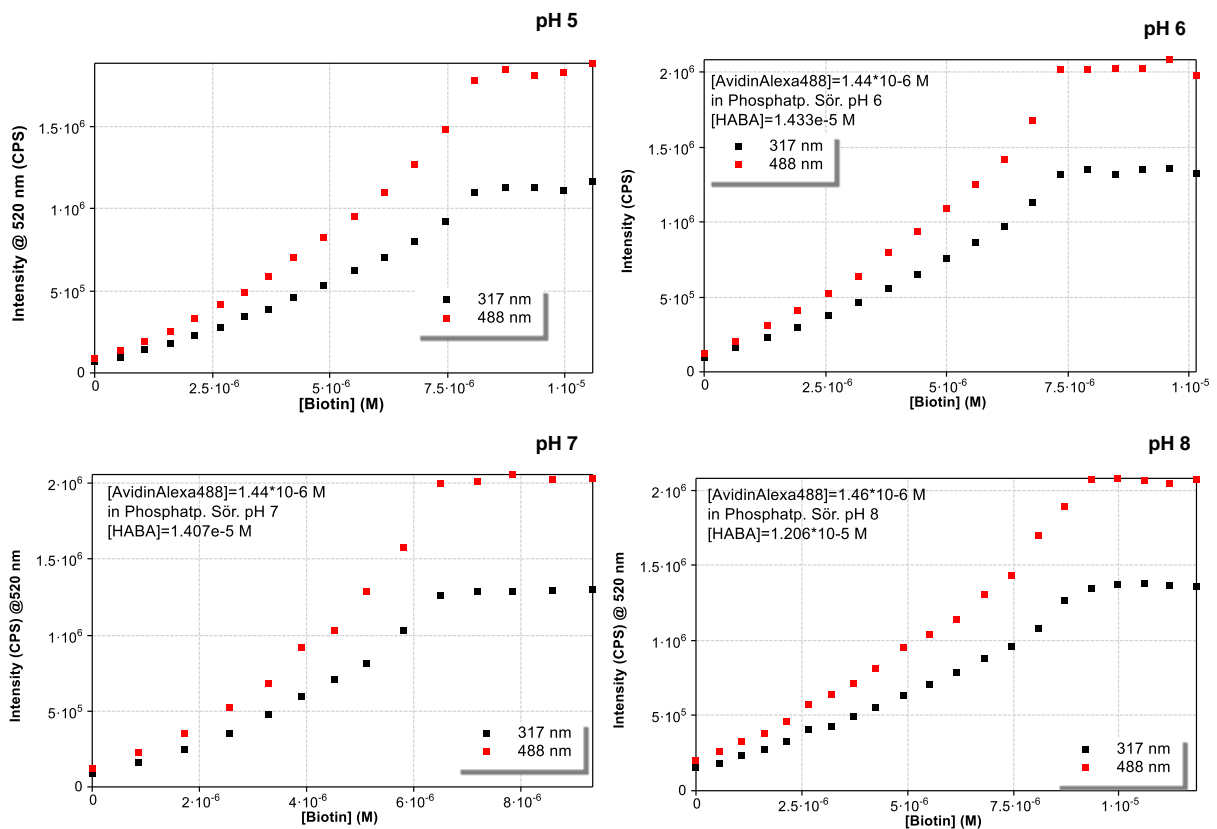 pH 5
Intensity @ 520 nm (CPS)
1.5·10⁶
1·10⁶
5·10⁵
0
317 nm
488 nm
0
2.5·10⁻⁶
5·10⁻⁶
7.5·10⁻⁶
1·10⁻⁵
[Biotin] (M)
pH 6
Intensity (CPS)
2·10⁶
1.5·10⁶
1·10⁶
5·10⁵
0
[AvidinAlexa488]=1.44*10-6 M
in Phosphatp. Sör. pH 6
[HABA]=1.433e-5 M
317 nm
488 nm
0
2.5·10⁻⁶
5·10⁻⁶
7.5·10⁻⁶
1·10⁻⁵
[Biotin] (M)
pH 7
Intensity (CPS) @520 nm
2·10⁶
1.5·10⁶
1·10⁶
5·10⁵
0
[AvidinAlexa488]=1.44*10-6 M
in Phosphatp. Sör. pH 7
[HABA]=1.407e-5 M
317 nm
488 nm
0
2·10⁻⁶
4·10⁻⁶
6·10⁻⁶
8·10⁻⁶
[Biotin] (M)
pH 8
Intensity (CPS) @ 520 nm
2·10⁶
1.5·10⁶
1·10⁶
5·10⁵
0
[AvidinAlexa488]=1.46*10-6 M
in Phosphatp. Sör. pH 8
[HABA]=1.206*10-5 M
317 nm
488 nm
0
2.5·10⁻⁶
5·10⁻⁶
7.5·10⁻⁶
1·10⁻⁵
[Biotin] (M)